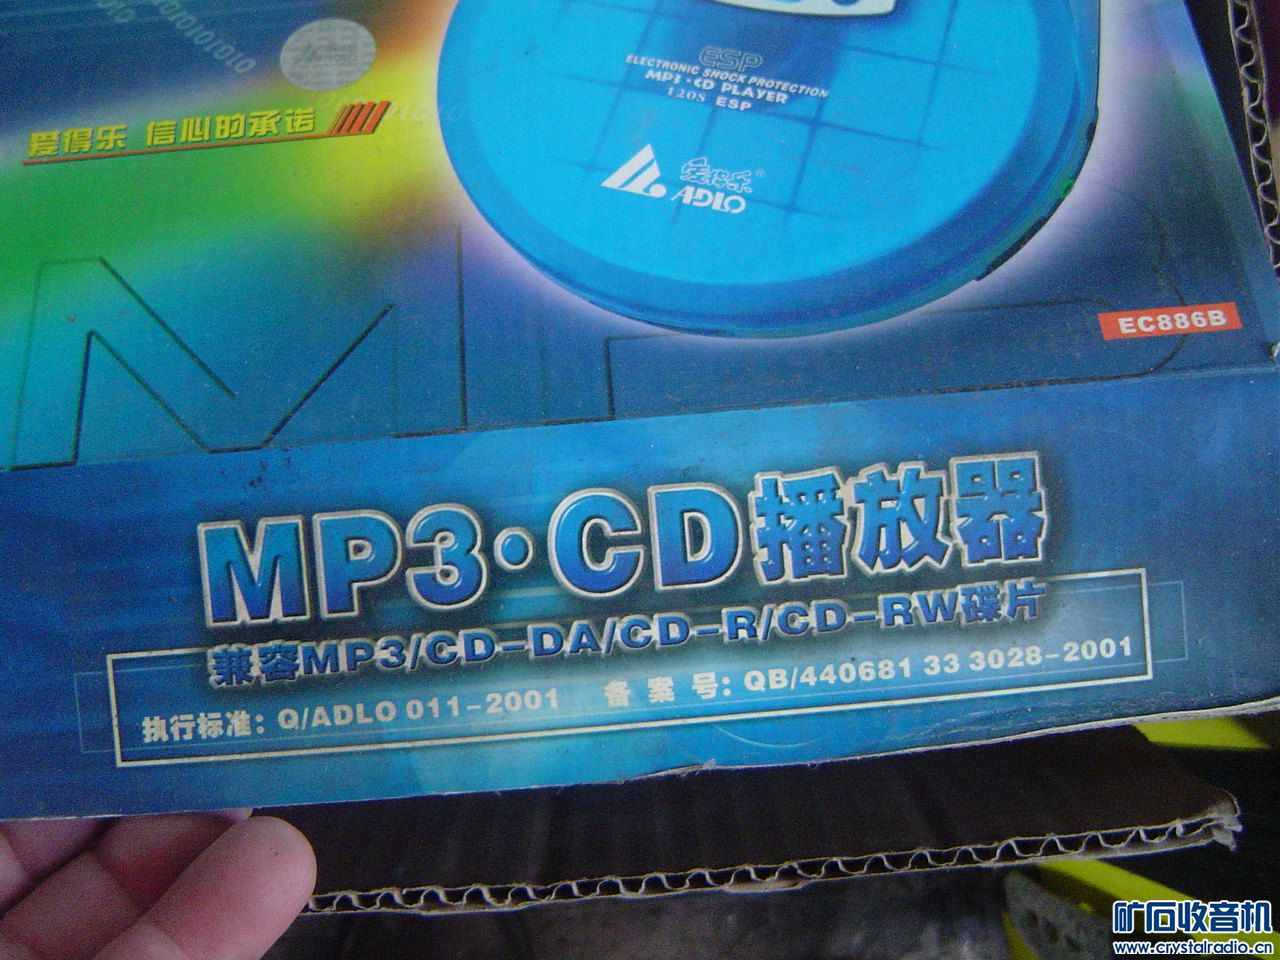 爱得乐 信心的承诺
ESP
ELECTRONIC SHOCK PROTECTION
MP3·CD PLAYER
120S ESP
爱得乐®
ADLO
EC886B
MP3·CD播放器
兼容MP3/CD-DA/CD-R/CD-RW碟片
执行标准：Q/ADLO 011-2001 备案号：QB/440681 33 3028-2001
矿石收音机
www.crystalradio.cn